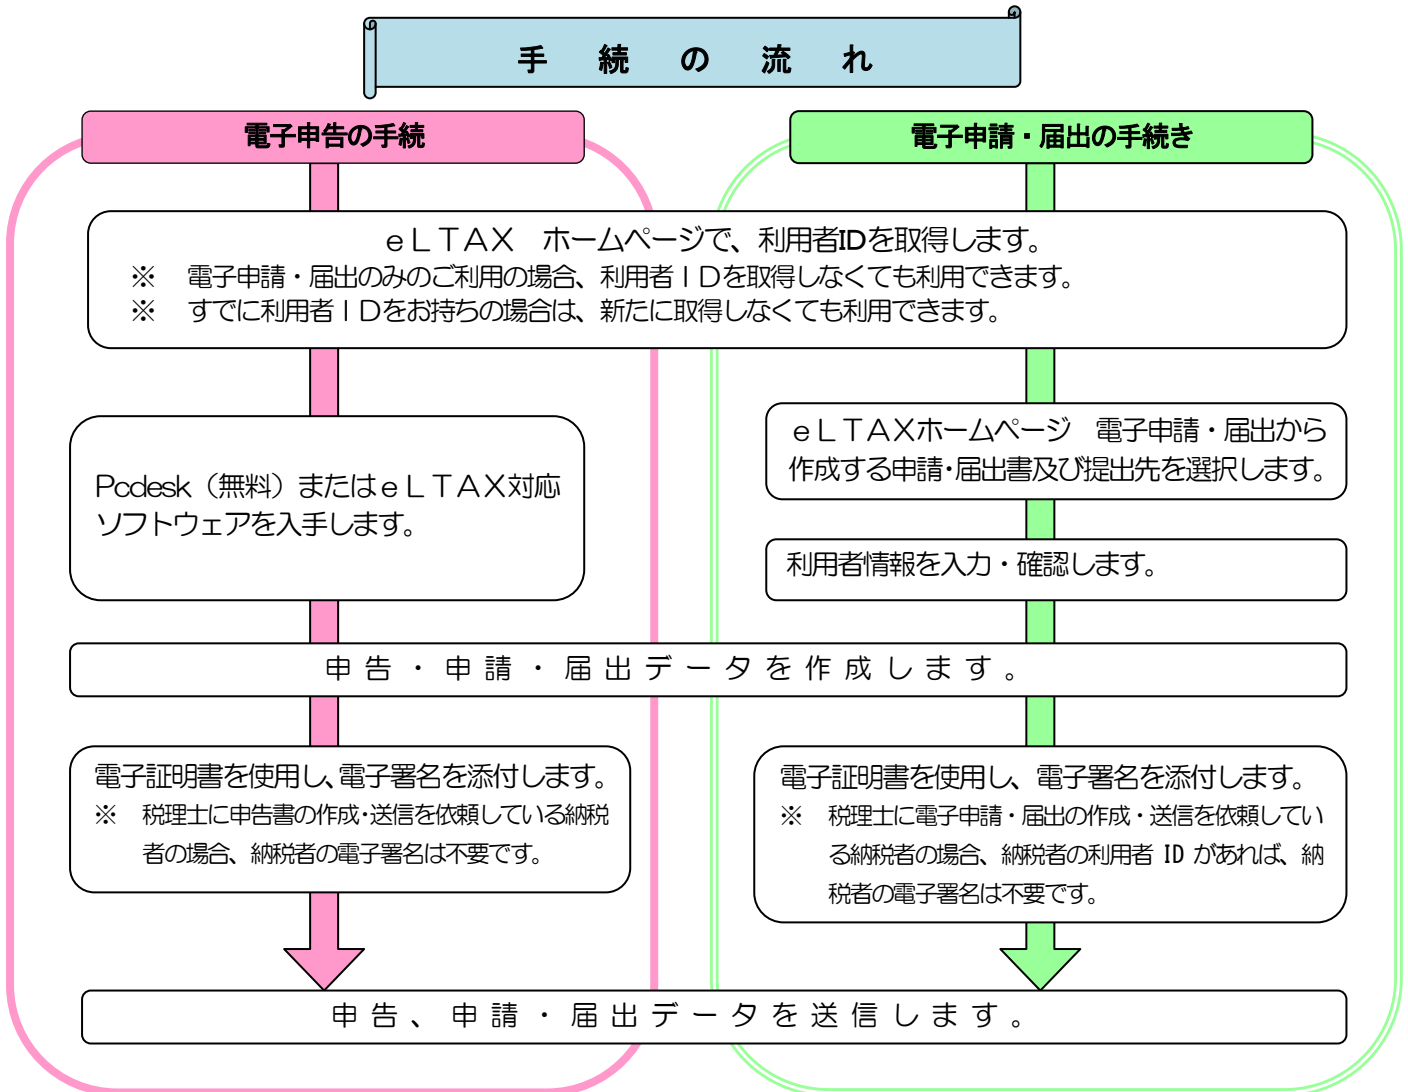 手続の流れ
電子申告の手続
電子申請・届出の手続き
eLTAX　ホームページで、利用者IDを取得します。
※　電子申請・届出のみのご利用の場合、利用者ＩＤを取得しなくても利用できます。
※　すでに利用者ＩＤをお持ちの場合は、新たに取得しなくても利用できます。
Pcdesk（無料）またはｅＬＴＡＸ対応
ソフトウェアを入手します。
ｅＬＴＡＸホームページ　電子申請・届出から
作成する申請・届出書及び提出先を選択します。
利用者情報を入力・確認します。
申告・申請・届出データを作成します。
電子証明書を使用し、電子署名を添付します。
※　税理士に申告書の作成・送信を依頼している納税
者の場合、納税者の電子署名は不要です。
電子証明書を使用し、電子署名を添付します。
※　税理士に電子申請・届出の作成・送信を依頼してい
る納税者の場合、納税者の利用者 ID があれば、納
税者の電子署名は不要です。
申告、申請・届出データを送信します。